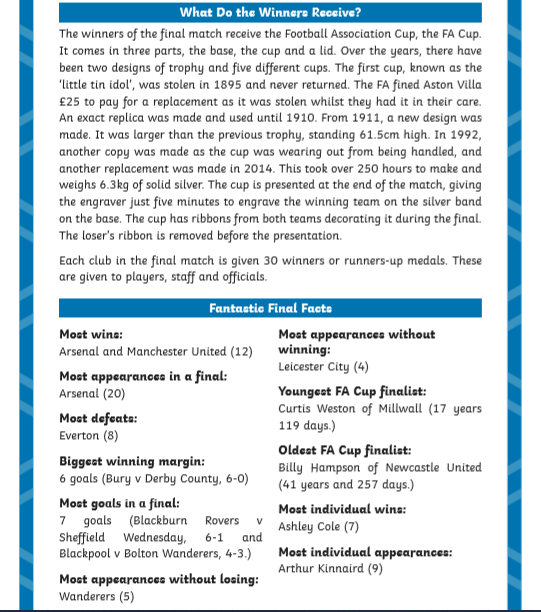 What Do the Winners Receive?
The winners of the final match receive the Football Association Cup, the FA Cup.
It comes in three parts, the base, the cup and a lid. Over the years, there have
been two designs of trophy and five different cups. The first cup, known as the
‘little tin idol’, was stolen in 1895 and never returned. The FA fined Aston Villa
£25 to pay for a replacement as it was stolen whilst they had it in their care.
An exact replica was made and used until 1910. From 1911, a new design was
made. It was larger than the previous trophy, standing 61.5cm high. In 1992,
another copy was made as the cup was wearing out from being handled, and
another replacement was made in 2014. This took over 250 hours to make and
weighs 6.3kg of solid silver. The cup is presented at the end of the match, giving
the engraver just five minutes to engrave the winning team on the silver band
on the base. The cup has ribbons from both teams decorating it during the final.
The loser’s ribbon is removed before the presentation.
Each club in the final match is given 30 winners or runners-up medals. These
are given to players, staff and officials.
Fantastic Final Facts
Most wins:
Arsenal and Manchester United (12)
Most appearances in a final:
Arsenal (20)
Most defeats:
Everton (8)
Biggest winning margin:
6 goals (Bury v Derby County, 6-0)
Most goals in a final:
7 goals (Blackburn Rovers v
Sheffield Wednesday, 6-1 and
Blackpool v Bolton Wanderers, 4-3.)
Most appearances without losing:
Wanderers (5)
Most appearances without
winning:
Leicester City (4)
Youngest FA Cup finalist:
Curtis Weston of Millwall (17 years
119 days.)
Oldest FA Cup finalist:
Billy Hampson of Newcastle United
(41 years and 257 days.)
Most individual wins:
Ashley Cole (7)
Most individual appearances:
Arthur Kinnaird (9)